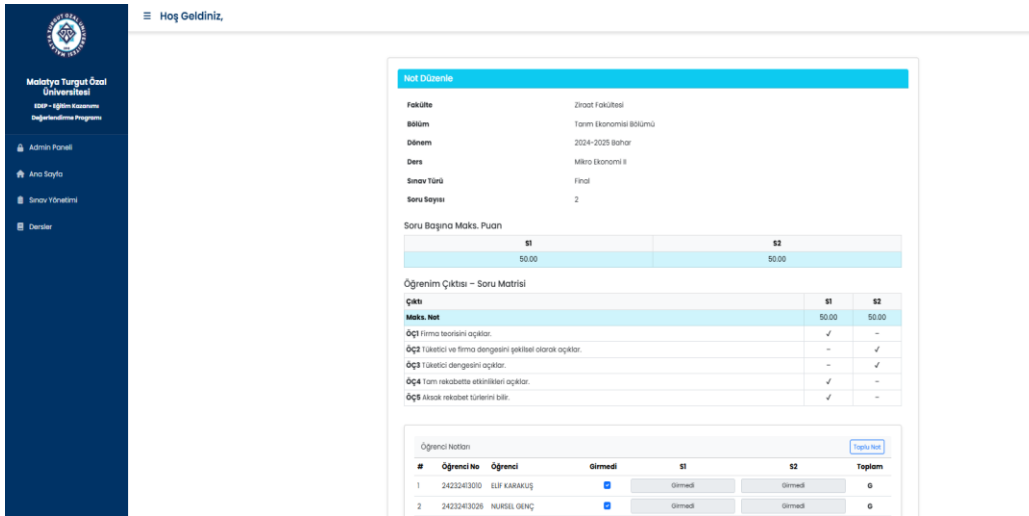 Hoş Geldiniz,
Malatya Turgut Özal
Üniversitesi
EDEP - Eğitim Kazanımı
Değerlendirme Programı
Admin Paneli
Ana Sayfa
Sınav Yönetimi
Dersler
Not Düzenle
Fakülte Ziraat Fakültesi
Bölüm Tarım Ekonomisi Bölümü
Dönem 2024-2025 Bahar
Ders Mikro Ekonomi II
Sınav Türü Final
Soru Sayısı 2
Soru Başına Maks. Puan
S1 S2
50.00 50.00
Öğrenim Çıktısı – Soru Matrisi
Çıktı S1 S2
Maks. Not 50.00 50.00
ÖÇ1 Firma teorisini açıklar. ✓ –
ÖÇ2 Tüketici ve firma dengesini şekilsel olarak açıklar. – ✓
ÖÇ3 Tüketici dengesini açıklar. – ✓
ÖÇ4 Tam rekabette etkinlikleri açıklar. ✓ –
ÖÇ5 Aksak rekabet türlerini bilir. ✓ –
Öğrenci Notları Toplu Not
# Öğrenci No Öğrenci Girmedi S1 S2 Toplam
1 24232413010 ELİF KARAKUŞ Girmedi Girmedi G
2 24232413026 NURSEL GENÇ Girmedi Girmedi G